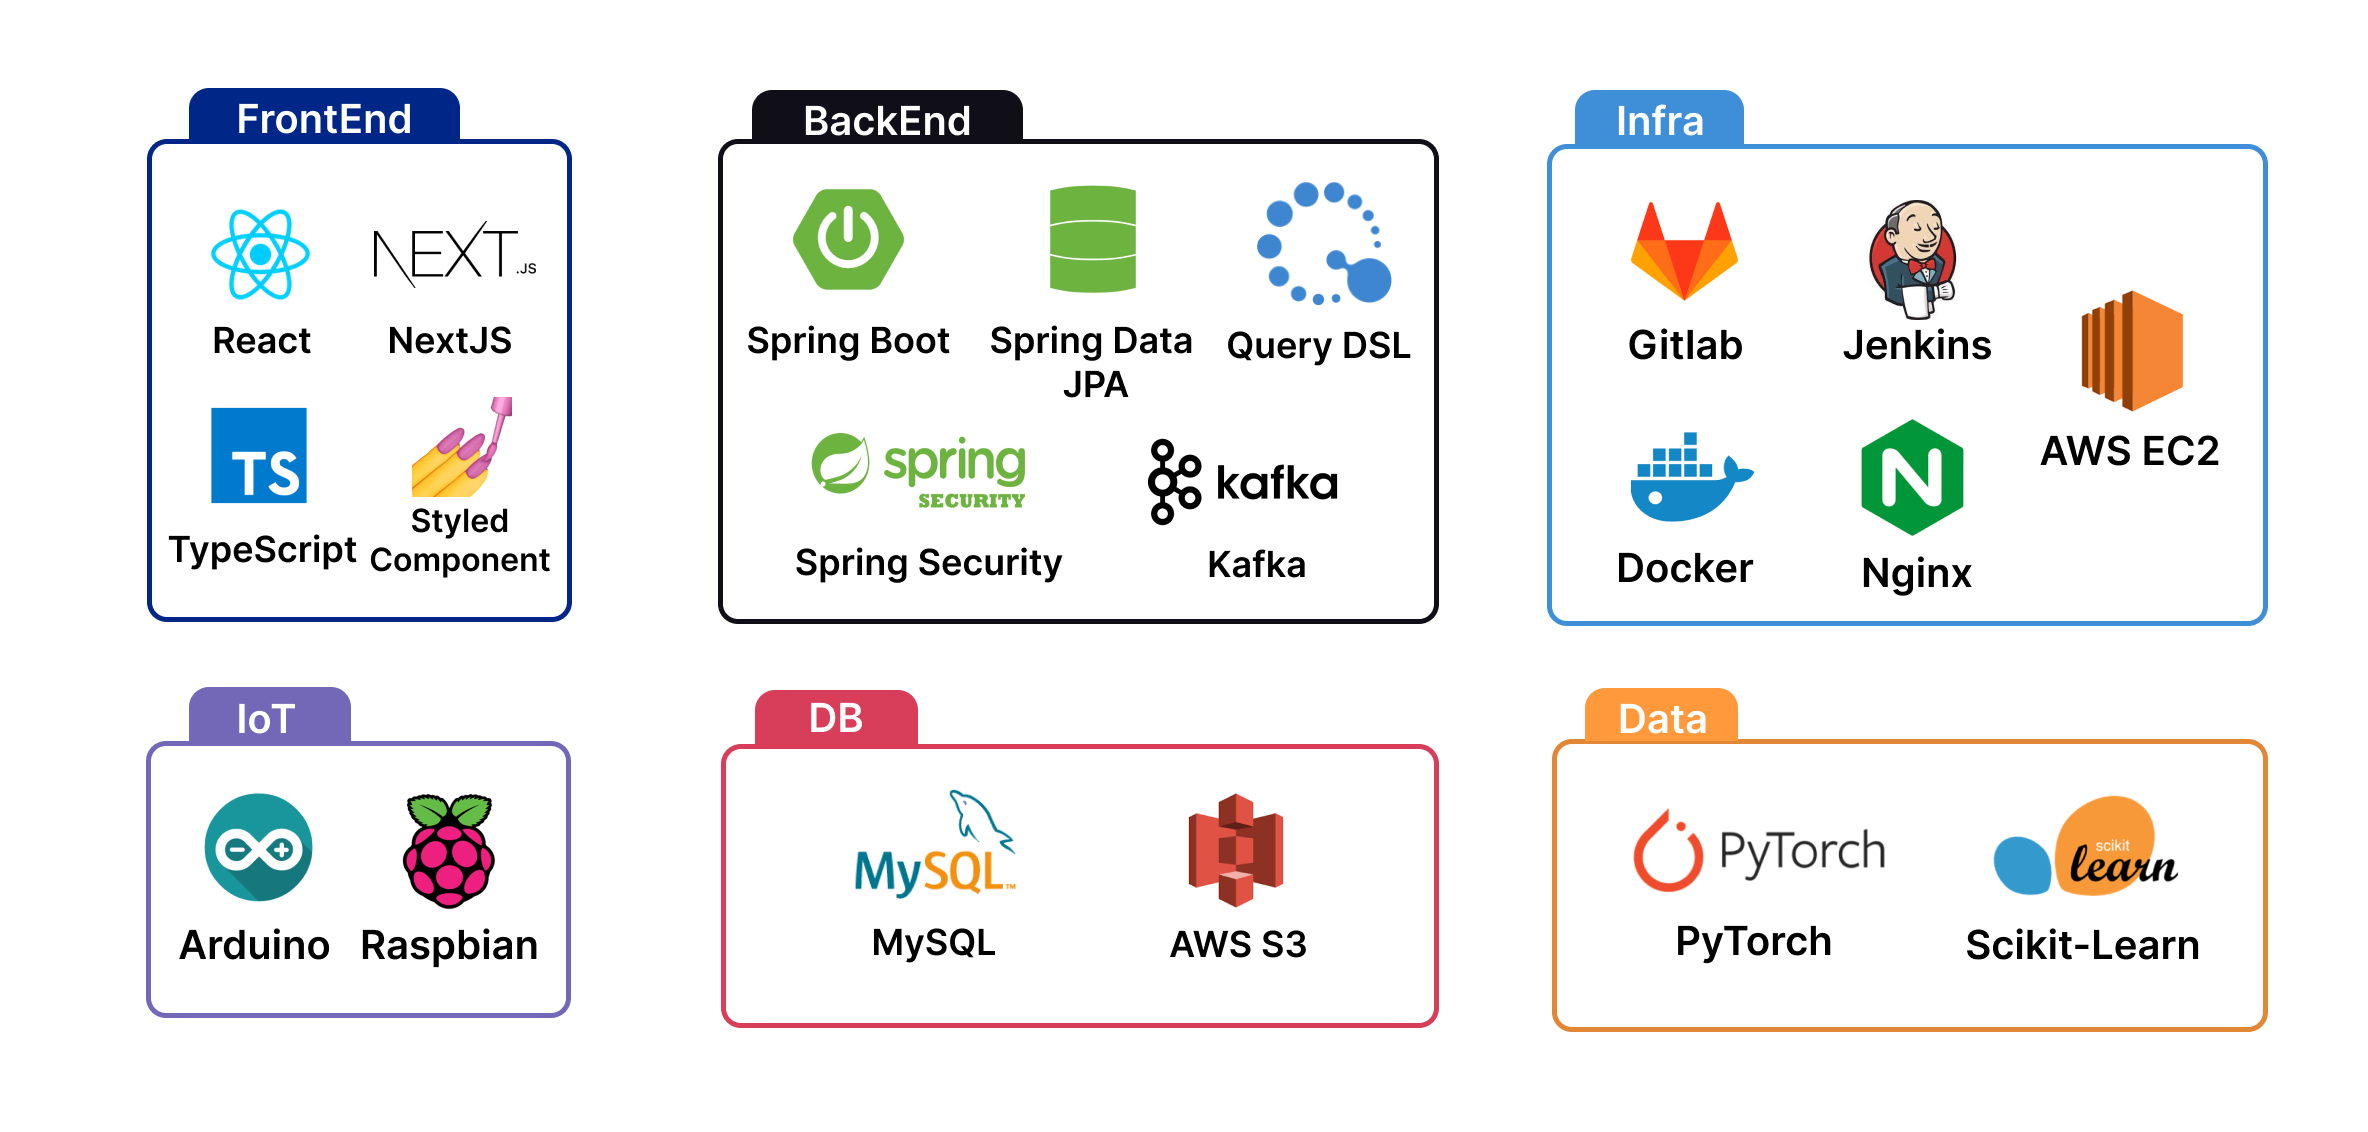 FrontEnd
NEXT.JS
React
NextJS
TS
TypeScript
Styled
Component
BackEnd
Spring Boot
Spring Data
JPA
Query DSL
spring
SECURITY
kafka
Spring Security
Kafka
Infra
Gitlab
Jenkins
AWS EC2
N
Docker
Nginx
IoT
Arduino
Raspbian
DB
MySQL™
MySQL
AWS S3
Data
PyTorch
scikit
learn
PyTorch
Scikit-Learn